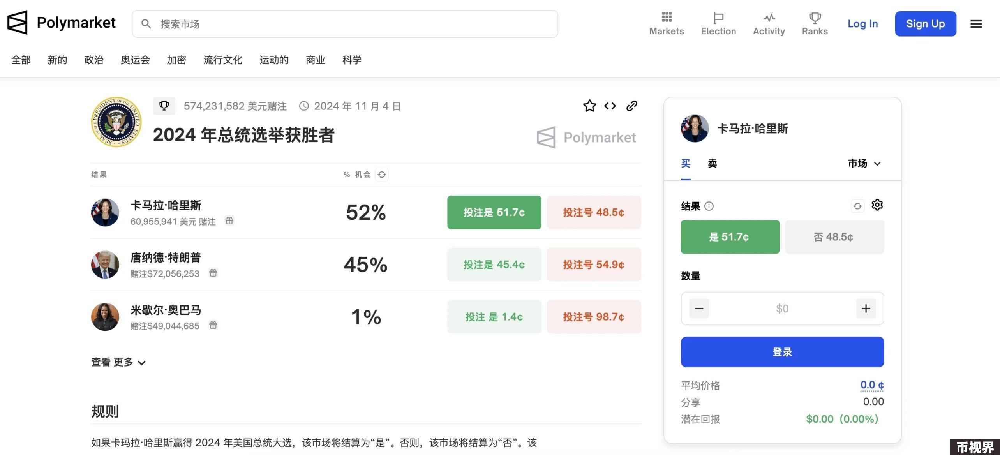 Polymarket
搜索市场
Markets
Election
Activity
Ranks
Log In
Sign Up
全部 新的 政治 奥运会 加密 流行文化 运动的 商业 科学
SEAL OF THE PRESIDENT OF THE UNITED STATES
574,231,582 美元赌注 2024 年 11 月 4 日
2024 年总统选举获胜者
Polymarket
结果 % 机会
卡马拉·哈里斯
60,955,941 美元 赌注
52%
投注是 51.7¢
投注号 48.5¢
唐纳德·特朗普
赌注$72,056,253
45%
投注是 45.4¢
投注号 54.9¢
米歇尔·奥巴马
赌注$49,044,685
1%
投注 是 1.4¢
投注号 98.7¢
查看 更多
规则
如果卡玛拉·哈里斯赢得 2024 年美国总统大选，该市场将结算为“是”。否则，该市场将结算为“否”。该
卡马拉·哈里斯
买 卖 市场
结果
是 51.7¢
否 48.5¢
数量
$0
登录
平均价格 0.0 ¢
分享 0.00
潜在回报 $0.00 (0.00%)
币视界